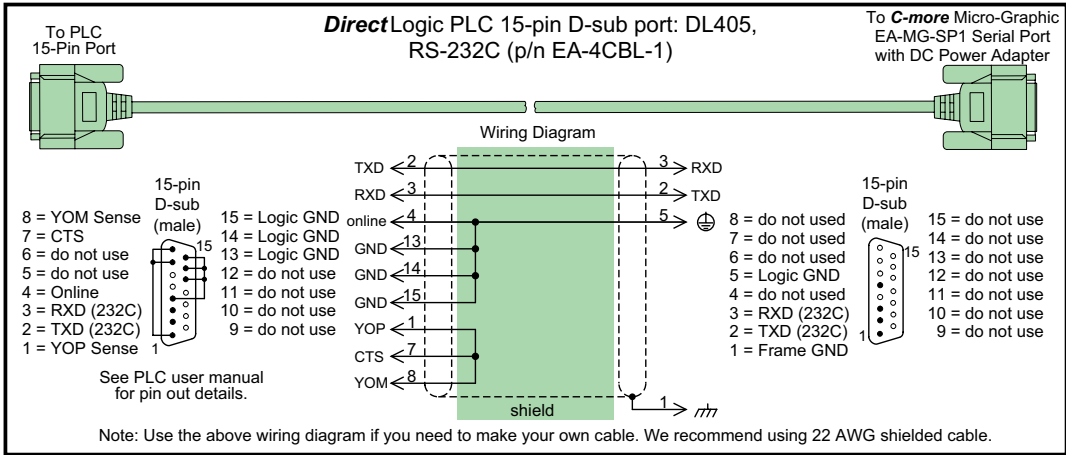 To PLC
15-Pin Port
DirectLogic PLC 15-pin D-sub port: DL405,
RS-232C (p/n EA-4CBL-1)
To C-more Micro-Graphic
EA-MG-SP1 Serial Port
with DC Power Adapter
Wiring Diagram
15-pin
D-sub
(male)
8 = YOM Sense
7 = CTS
6 = do not use
5 = do not use
4 = Online
3 = RXD (232C)
2 = TXD (232C)
1 = YOP Sense
15
1
15 = Logic GND
14 = Logic GND
13 = Logic GND
12 = do not use
11 = do not use
10 = do not use
9 = do not use
See PLC user manual
for pin out details.
TXD 2 3 RXD
RXD 3 2 TXD
online 4 5
GND 13
GND 14
GND 15
YOP 1
CTS 7
YOM 8
shield
1
15-pin
D-sub
(male)
8 = do not used
7 = do not used
6 = do not used
5 = Logic GND
4 = do not used
3 = RXD (232C)
2 = TXD (232C)
1 = Frame GND
15
1
15 = do not use
14 = do not use
13 = do not use
12 = do not use
11 = do not use
10 = do not use
9 = do not use
Note: Use the above wiring diagram if you need to make your own cable. We recommend using 22 AWG shielded cable.